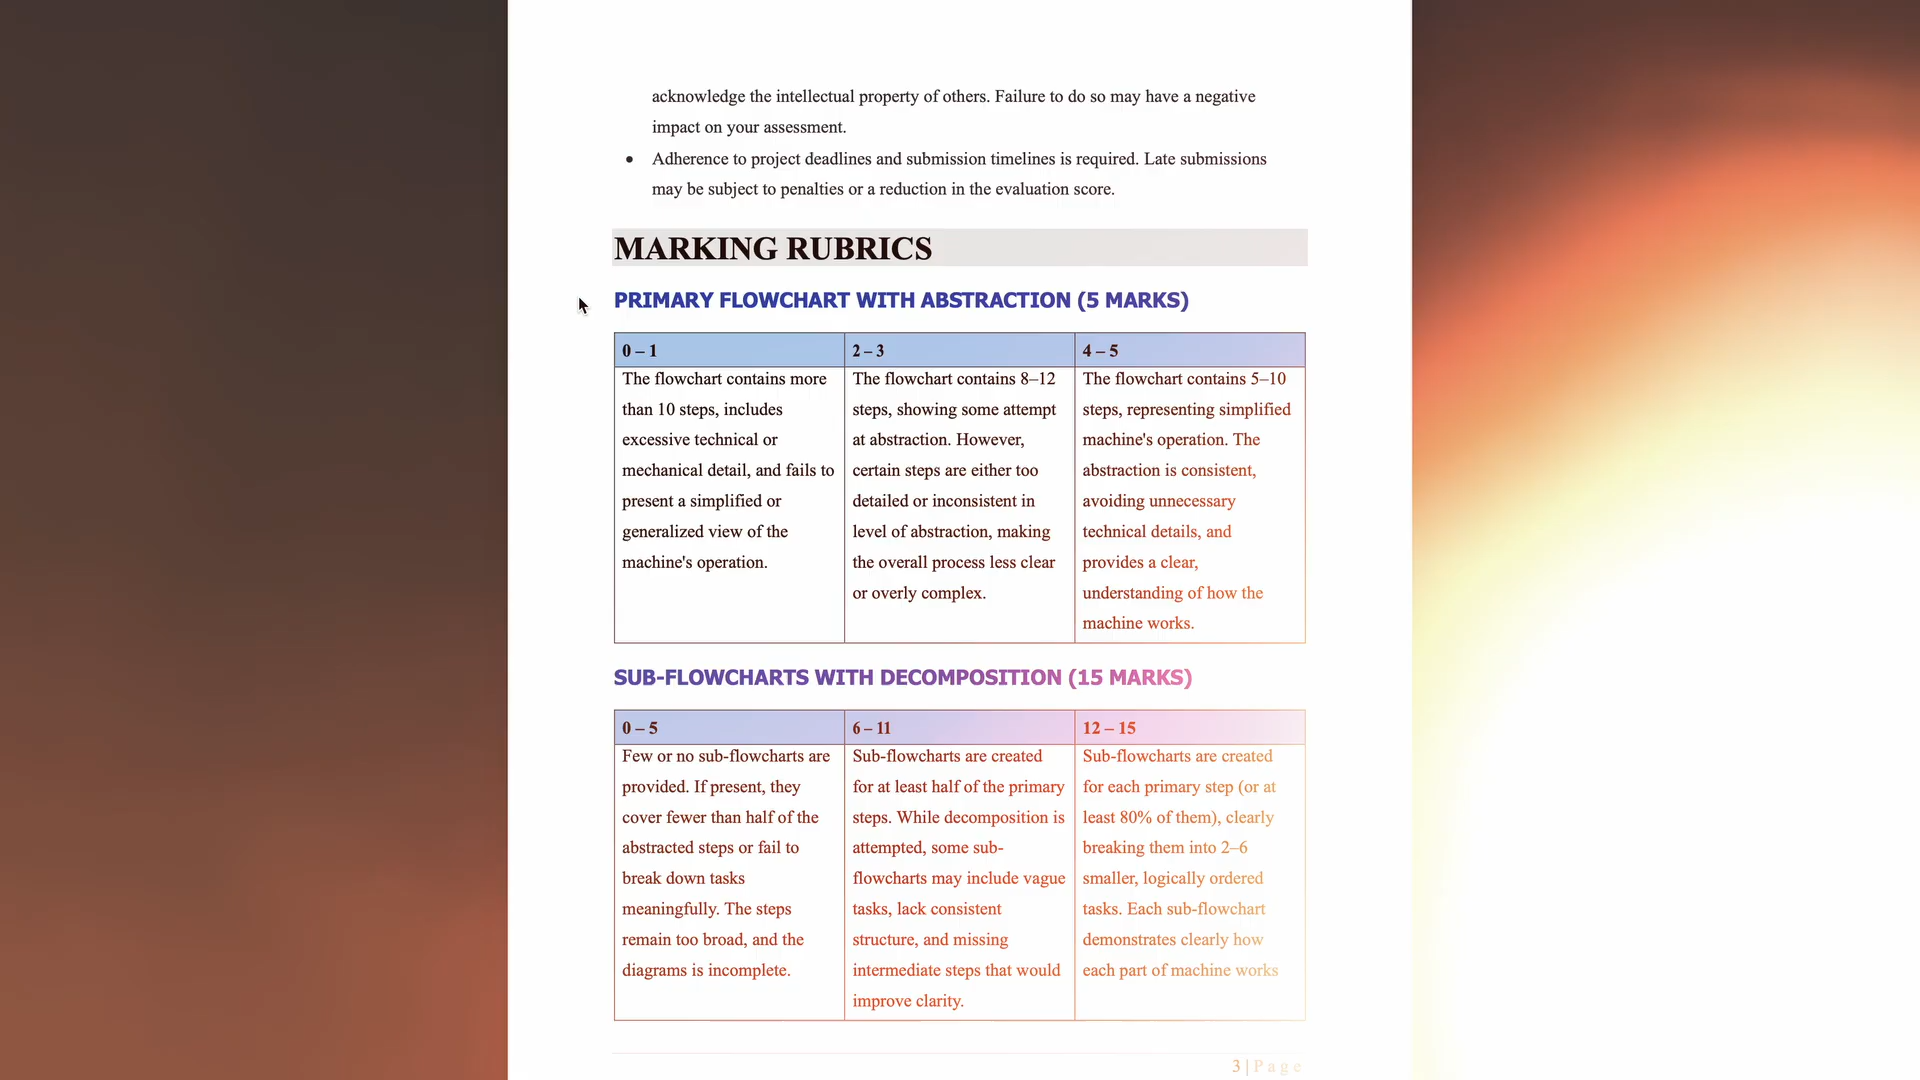 acknowledge the intellectual property of others. Failure to do so may have a negative
impact on your assessment.
• Adherence to project deadlines and submission timelines is required. Late submissions
may be subject to penalties or a reduction in the evaluation score.
MARKING RUBRICS
PRIMARY FLOWCHART WITH ABSTRACTION (5 MARKS)
0 – 1
The flowchart contains more
than 10 steps, includes
excessive technical or
mechanical detail, and fails to
present a simplified or
generalized view of the
machine's operation.
2 – 3
The flowchart contains 8–12
steps, showing some attempt
at abstraction. However,
certain steps are either too
detailed or inconsistent in
level of abstraction, making
the overall process less clear
or overly complex.
4 – 5
The flowchart contains 5–10
steps, representing simplified
machine's operation. The
abstraction is consistent,
avoiding unnecessary
technical details, and
provides a clear,
understanding of how the
machine works.
SUB-FLOWCHARTS WITH DECOMPOSITION (15 MARKS)
0 – 5
Few or no sub-flowcharts are
provided. If present, they
cover fewer than half of the
abstracted steps or fail to
break down tasks
meaningfully. The steps
remain too broad, and the
diagrams is incomplete.
6 – 11
Sub-flowcharts are created
for at least half of the primary
steps. While decomposition is
attempted, some sub-
flowcharts may include vague
tasks, lack consistent
structure, and missing
intermediate steps that would
improve clarity.
12 – 15
Sub-flowcharts are created
for each primary step (or at
least 80% of them), clearly
breaking them into 2–6
smaller, logically ordered
tasks. Each sub-flowchart
demonstrates clearly how
each part of machine works
3 | Page